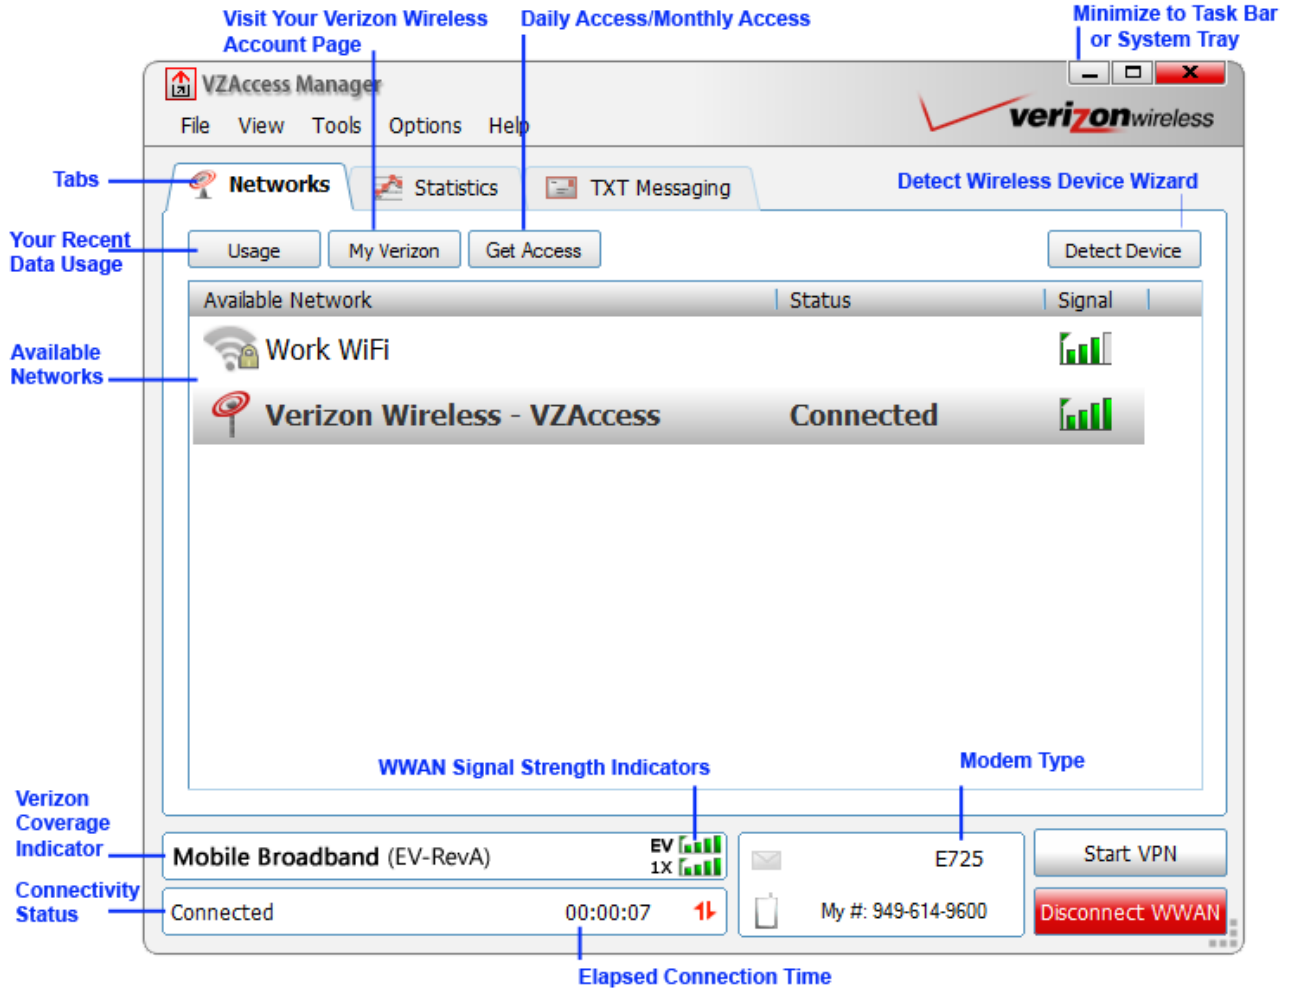 Visit Your Verizon Wireless
Account Page
Daily Access/Monthly Access
Minimize to Task Bar
or System Tray
VZAccess Manager
File View Tools Options Help
verizonwireless
Tabs
Networks
Statistics
TXT Messaging
Detect Wireless Device Wizard
Your Recent
Data Usage
Usage
My Verizon
Get Access
Detect Device
Available Network
Status
Signal
Available
Networks
Work WiFi
Verizon Wireless - VZAccess
Connected
WWAN Signal Strength Indicators
Modem Type
Verizon
Coverage
Indicator
Mobile Broadband (EV-RevA)
EV
1X
E725
Start VPN
Connectivity
Status
Connected
00:00:07
My #: 949-614-9600
Disconnect WWAN
Elapsed Connection Time